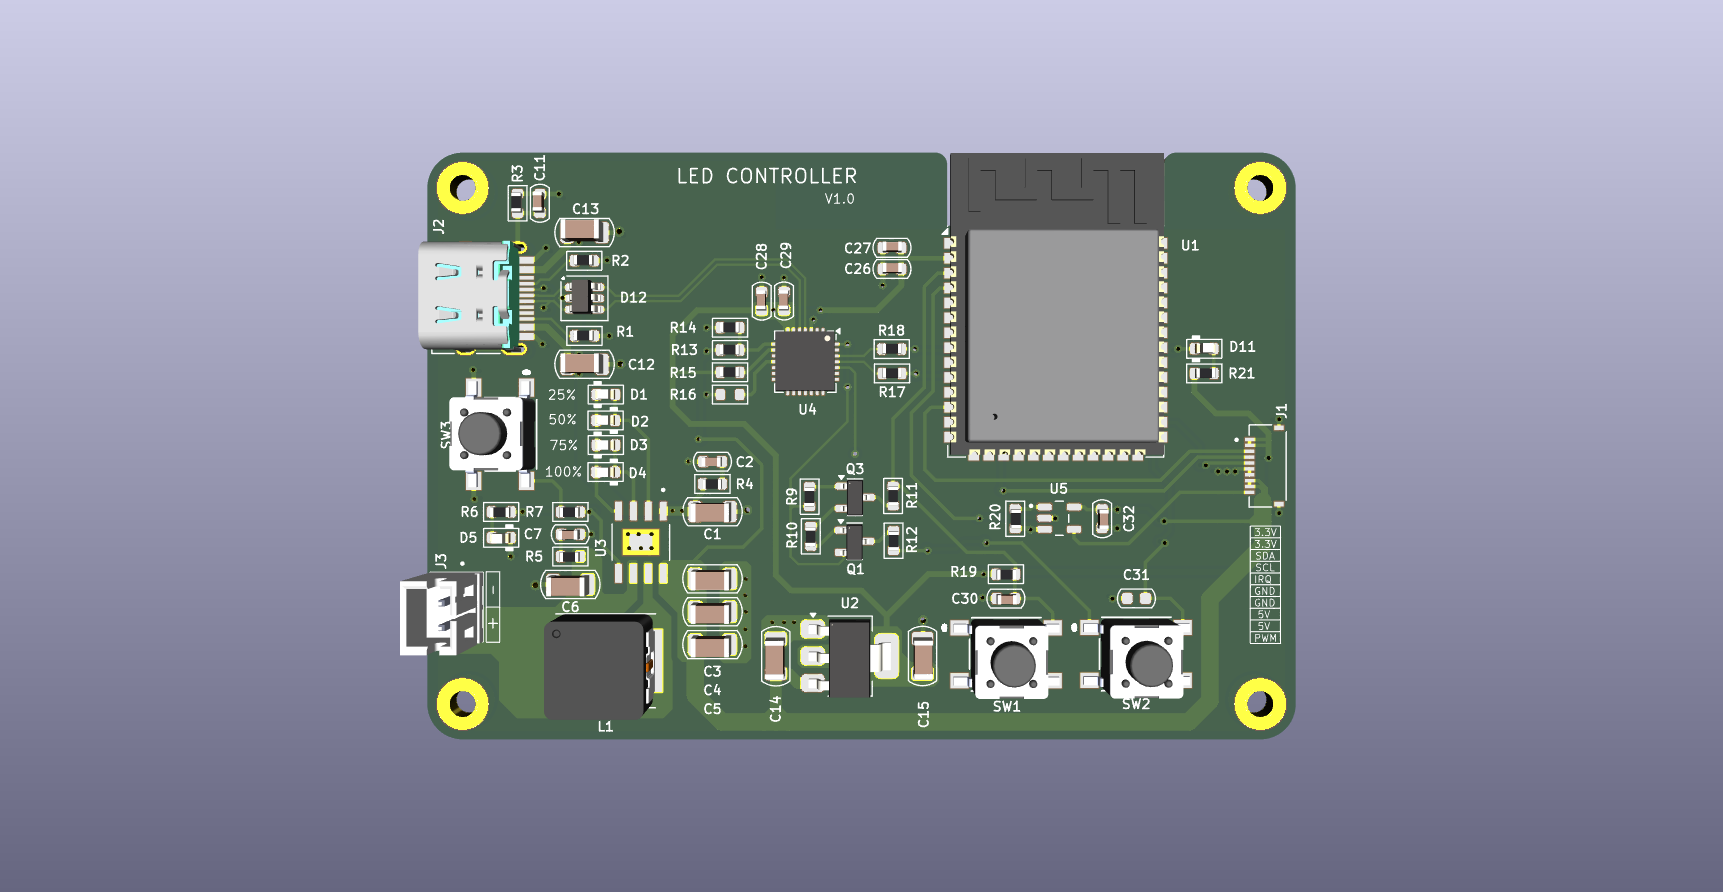 LED CONTROLLER
V1.0
R3
C11
C13
J2
R2
D12
R1
C12
C28
C29
C27
C26
U1
R14
R13
R15
R16
R18
R17
U4
D11
R21
J1
SW3
25% D1
50% D2
75% D3
100% D4
C2
R4
C1
Q3
R9
R11
R10
R12
Q1
U5
R20
C32
R6
R7
D5
C7
R5
U3
J3
-
+
C6
L1
C3
C4
C5
C14
U2
C15
R19
C30
C31
SW1
SW2
3.3V
3.3V
SDA
SCL
IRQ
GND
GND
5V
5V
PWM